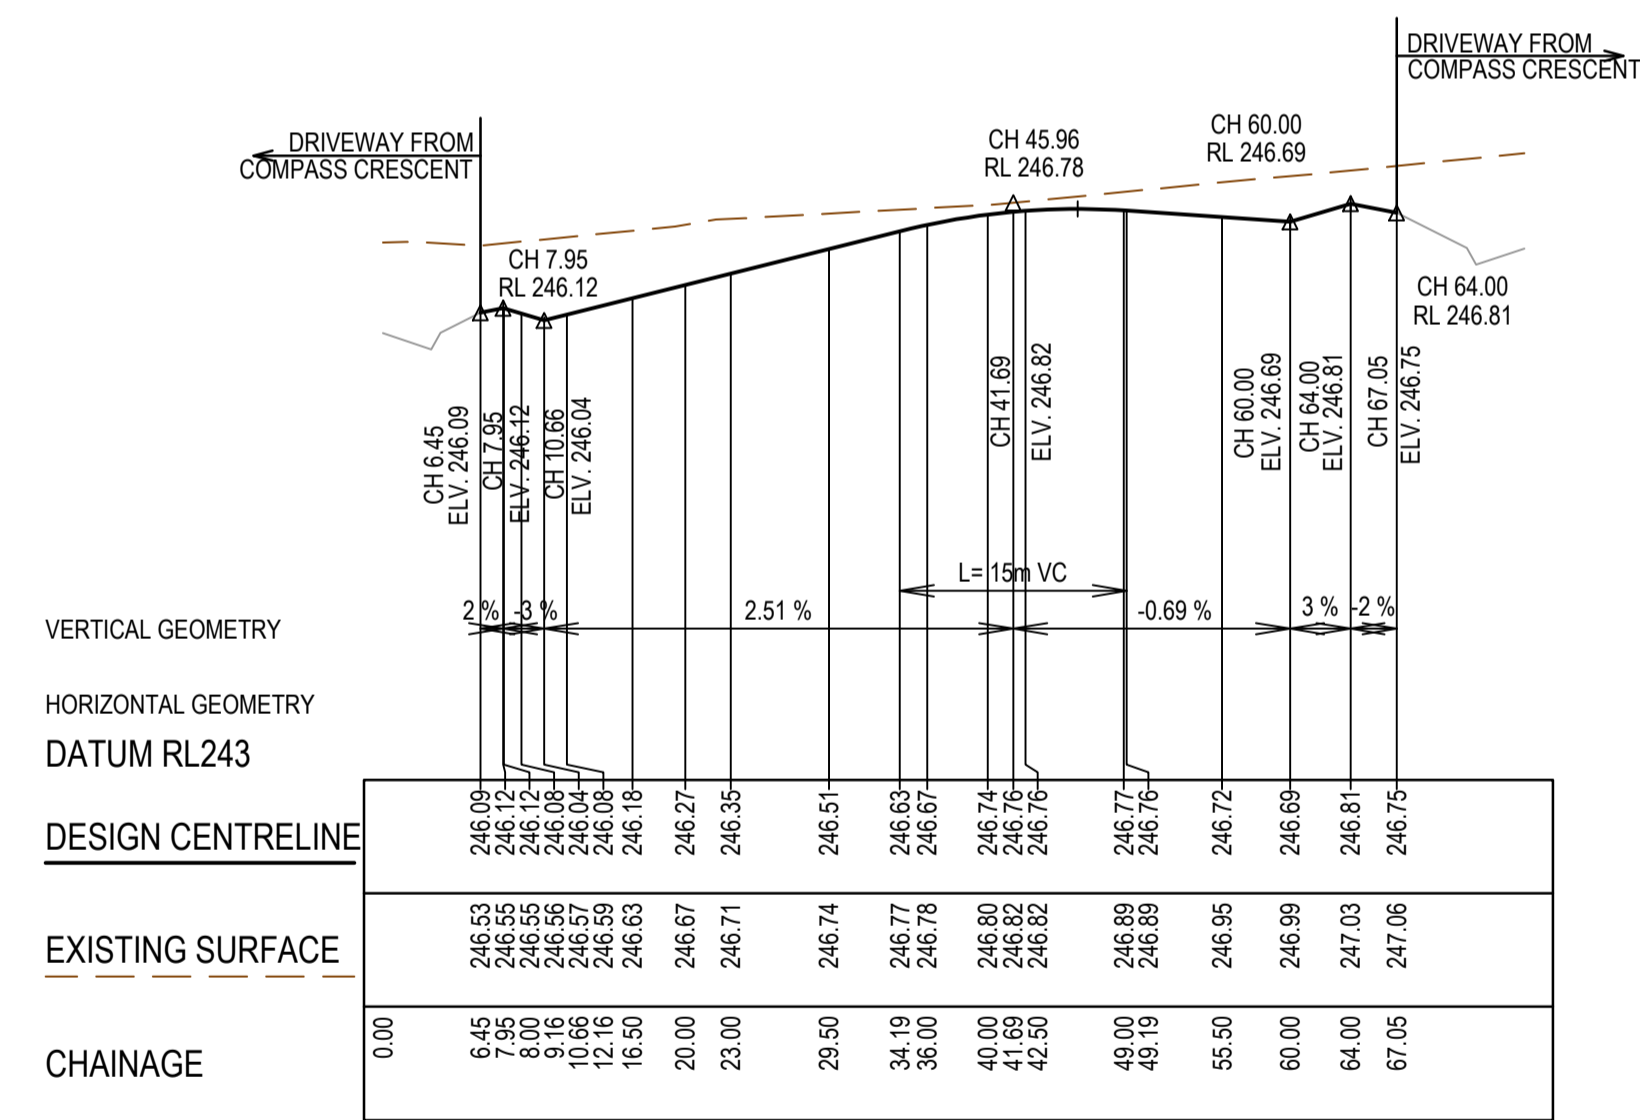 DRIVEWAY FROM
COMPASS CRESCENT
DRIVEWAY FROM
COMPASS CRESCENT
CH 45.96
RL 246.78
CH 60.00
RL 246.69
CH 7.95
RL 246.12
CH 64.00
RL 246.81
CH 6.45
ELV. 246.09
CH 7.95
ELV. 246.12
CH 10.66
ELV. 246.04
CH 41.69
ELV. 246.82
CH 60.00
ELV. 246.69
CH 64.00
ELV. 246.81
CH 67.05
ELV. 246.75
L= 15m VC
VERTICAL GEOMETRY
2 % -3 % 2.51 % -0.69 % 3 % -2 %
HORIZONTAL GEOMETRY
DATUM RL243
DESIGN CENTRELINE
246.09 246.12 246.12 246.08 246.04 246.08 246.18 246.27 246.35 246.51 246.63 246.67 246.74 246.76 246.76 246.77 246.76 246.72 246.69 246.81 246.75
EXISTING SURFACE
246.53 246.55 246.55 246.56 246.57 246.59 246.63 246.67 246.71 246.74 246.77 246.78 246.80 246.82 246.82 246.89 246.89 246.95 246.99 247.03 247.06
CHAINAGE
0.00 6.45 7.95 8.00 9.16 10.66 12.16 16.50 20.00 23.00 29.50 34.19 36.00 40.00 41.69 42.50 49.00 49.19 55.50 60.00 64.00 67.05